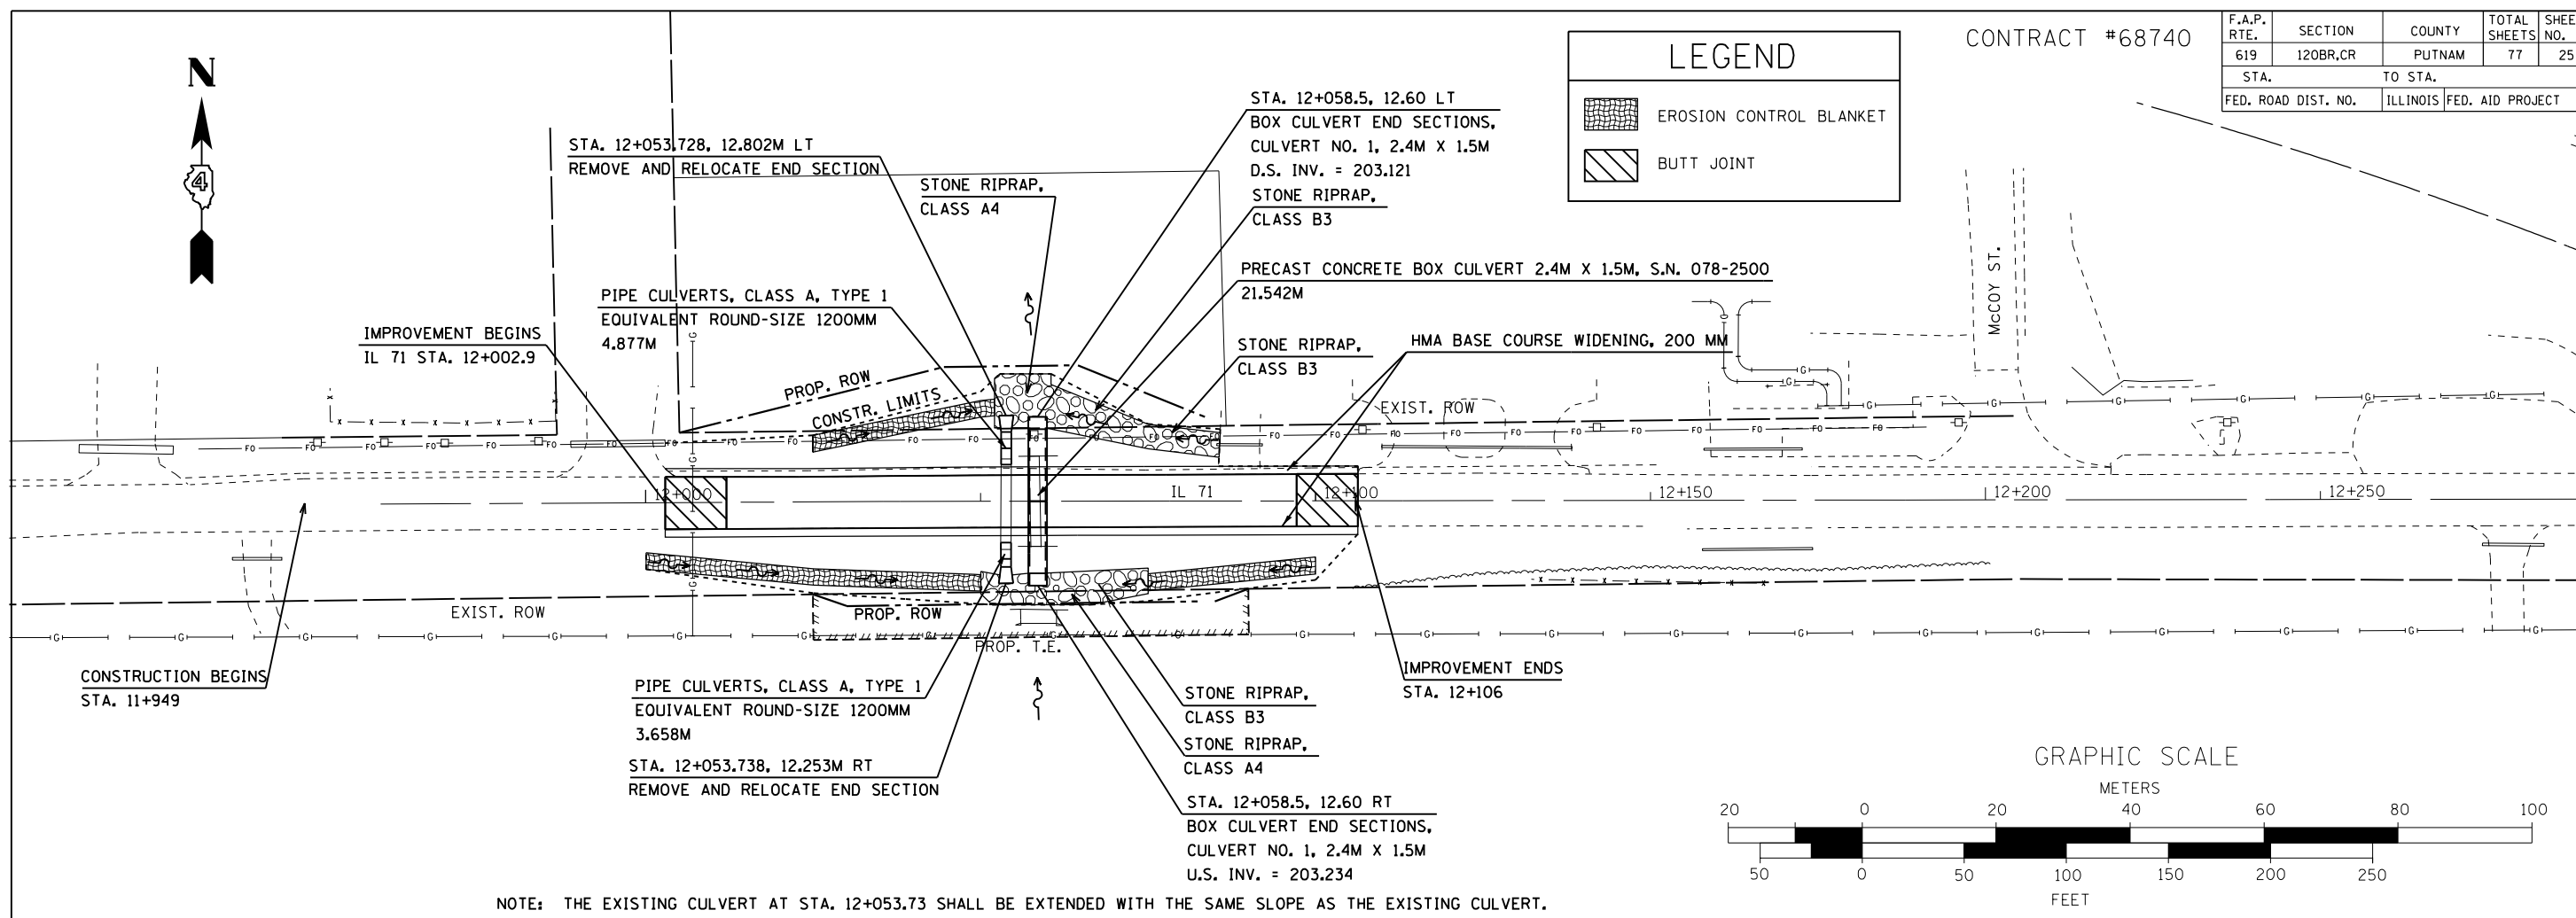 CONTRACT #68740
F.A.P. RTE. SECTION COUNTY TOTAL SHEETS SHEE NO.
619 120BR,CR PUTNAM 77 25
STA. TO STA.
FED. ROAD DIST. NO. ILLINOIS FED. AID PROJECT
N
4
LEGEND
EROSION CONTROL BLANKET
BUTT JOINT
STA. 12+058.5, 12.60 LT
BOX CULVERT END SECTIONS,
CULVERT NO. 1, 2.4M X 1.5M
D.S. INV. = 203.121
STONE RIPRAP,
CLASS B3
STA. 12+053.728, 12.802M LT
REMOVE AND RELOCATE END SECTION
STONE RIPRAP,
CLASS A4
PRECAST CONCRETE BOX CULVERT 2.4M X 1.5M, S.N. 078-2500
21.542M
PIPE CULVERTS, CLASS A, TYPE 1
EQUIVALENT ROUND-SIZE 1200MM
4.877M
IMPROVEMENT BEGINS
IL 71 STA. 12+002.9
STONE RIPRAP,
CLASS B3
HMA BASE COURSE WIDENING, 200 MM
McCOY ST.
PROP. ROW
CONSTR. LIMITS
EXIST. ROW
12+000
IL 71
12+100
12+150
12+200
12+250
EXIST. ROW
PROP. ROW
PROP. T.E.
CONSTRUCTION BEGINS
STA. 11+949
IMPROVEMENT ENDS
STA. 12+106
PIPE CULVERTS, CLASS A, TYPE 1
EQUIVALENT ROUND-SIZE 1200MM
3.658M
STA. 12+053.738, 12.253M RT
REMOVE AND RELOCATE END SECTION
STONE RIPRAP,
CLASS B3
STONE RIPRAP,
CLASS A4
STA. 12+058.5, 12.60 RT
BOX CULVERT END SECTIONS,
CULVERT NO. 1, 2.4M X 1.5M
U.S. INV. = 203.234
GRAPHIC SCALE
METERS
20 0 20 40 60 80 100
50 0 50 100 150 200 250
FEET
NOTE: THE EXISTING CULVERT AT STA. 12+053.73 SHALL BE EXTENDED WITH THE SAME SLOPE AS THE EXISTING CULVERT.